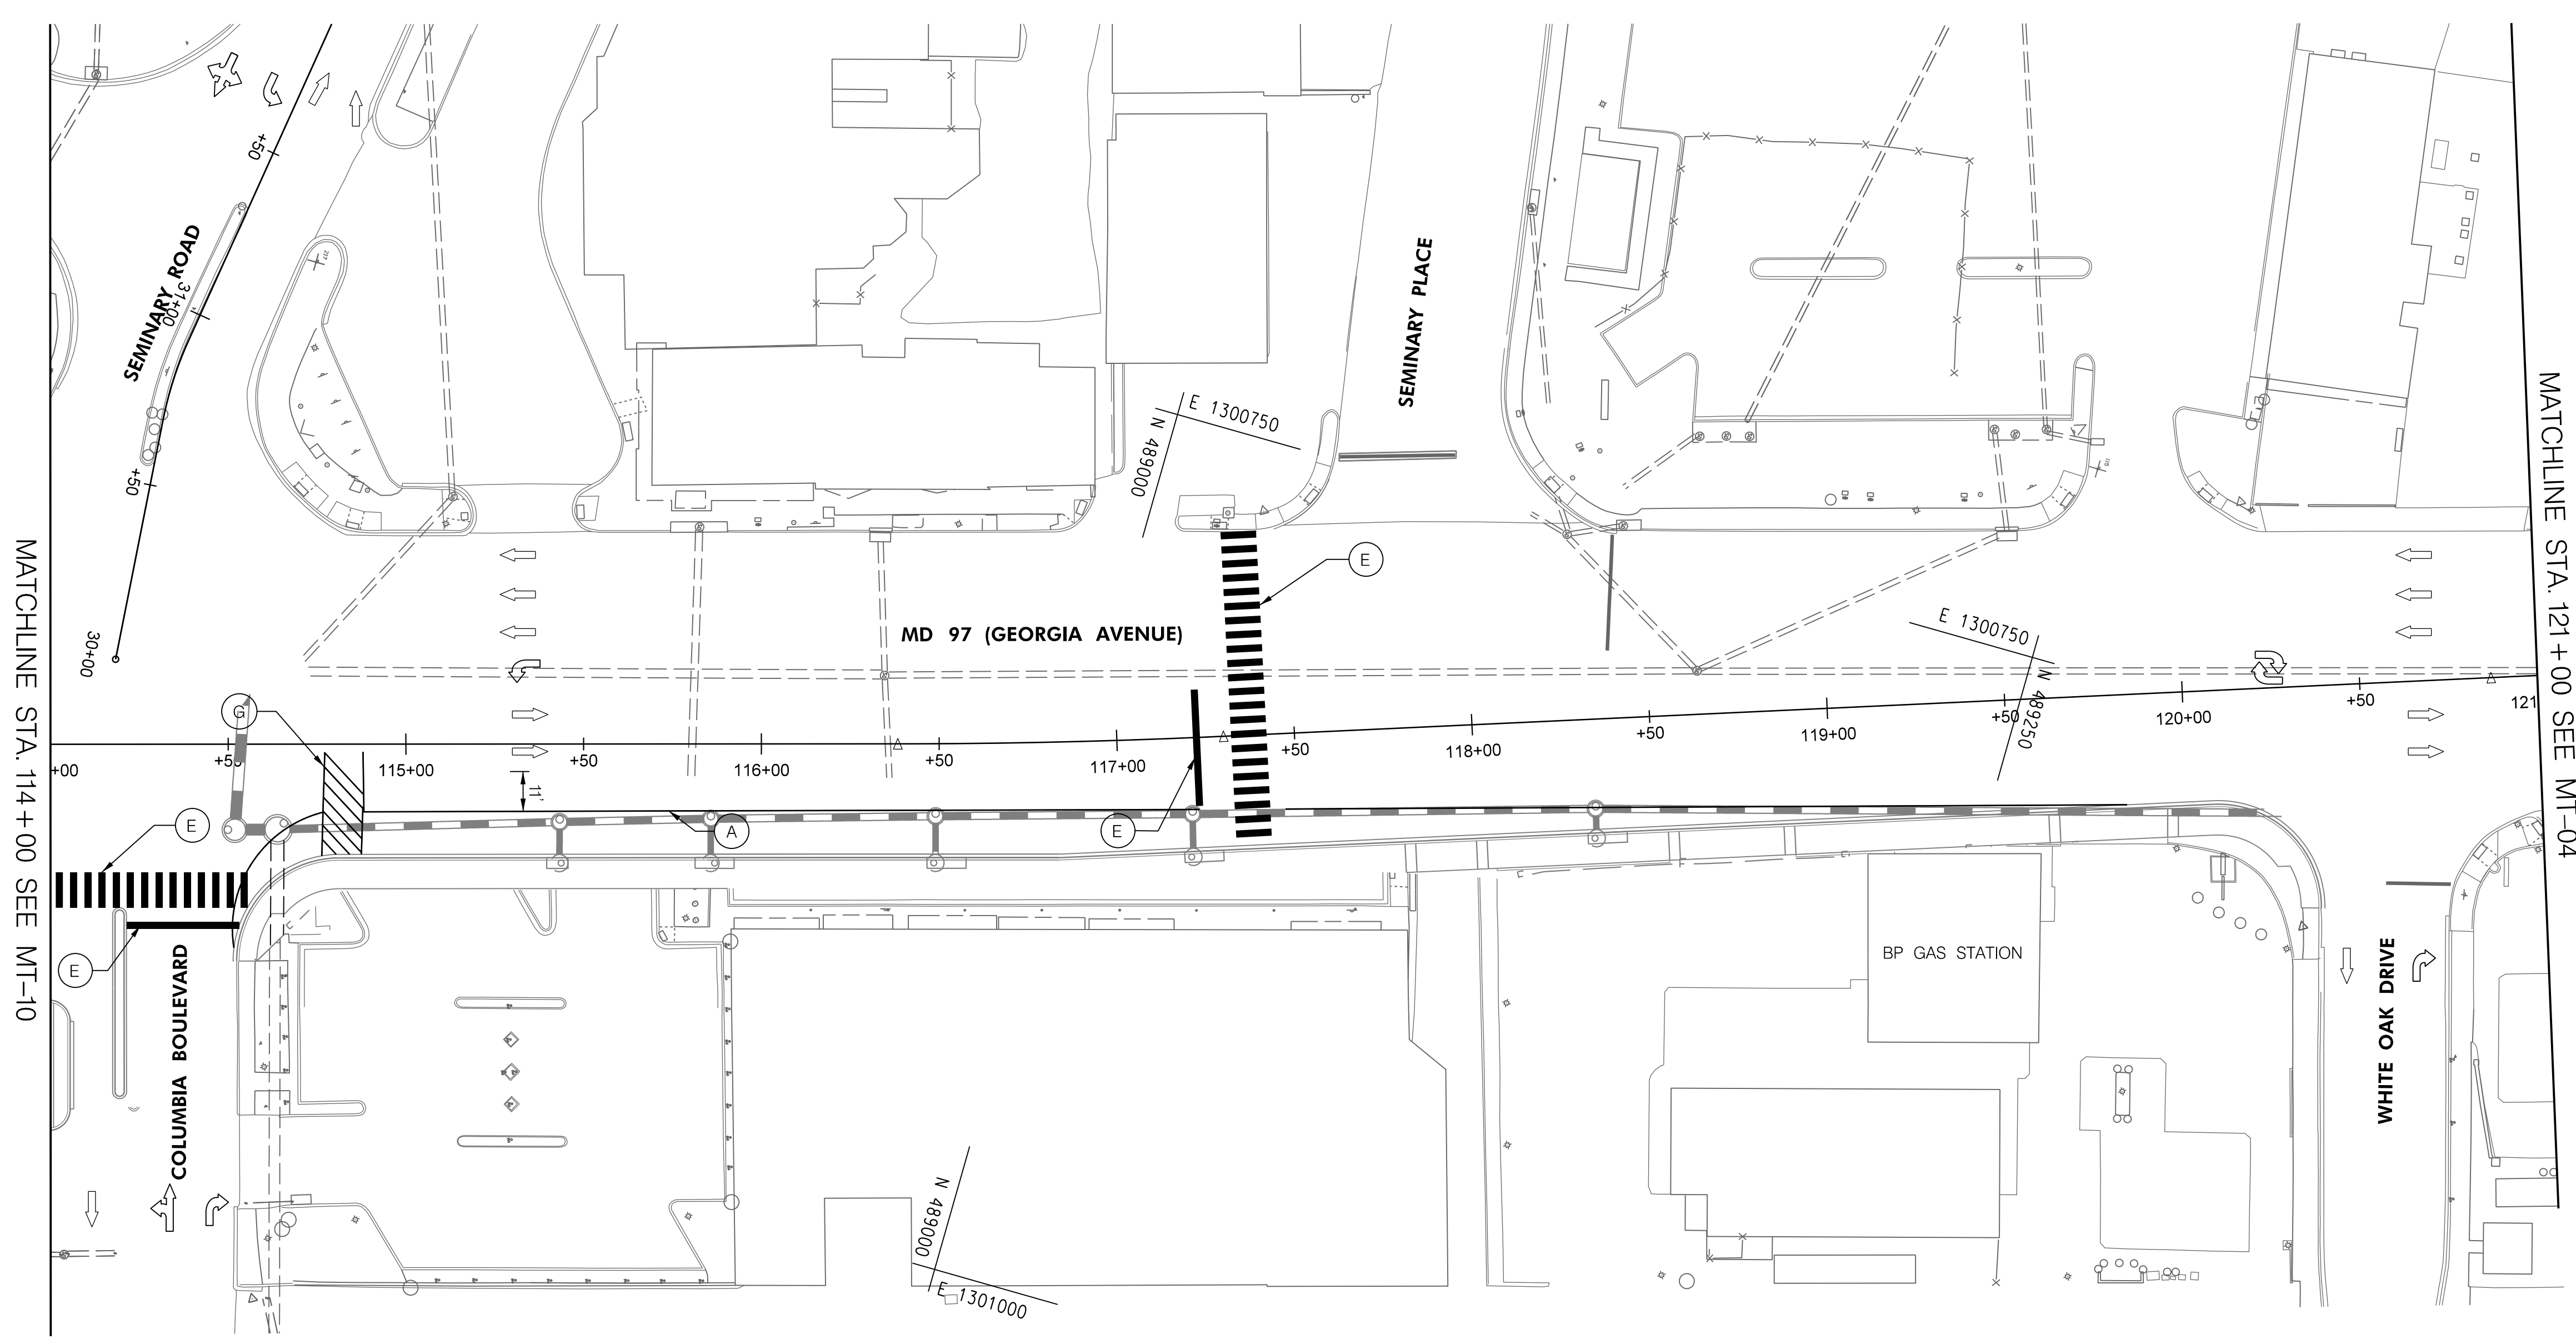 MATCHLINE STA. 114+00 SEE MT-10
SEMINARY ROAD
+50
31+00
+50
30+00
217
SEMINARY PLACE
E 1300750
N 489000
MD 97 (GEORGIA AVENUE)
E
E 1300750
N 489250
G
+00
+50
115+00
+50
116+00
+50
117+00
+50
118+00
+50
119+00
+50
120+00
+50
121
11'
E
A
E
E
COLUMBIA BOULEVARD
BP GAS STATION
WHITE OAK DRIVE
N 489000
E 1301000
MATCHLINE STA. 121+00 SEE MT-04